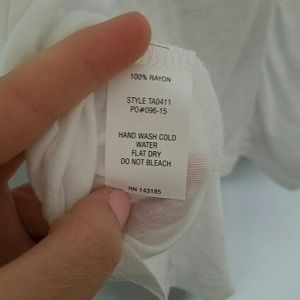 100% RAYON
STYLE TA0411
PO#096-15
HAND WASH COLD
WATER
FLAT DRY
DO NOT BLEACH
RN 143185